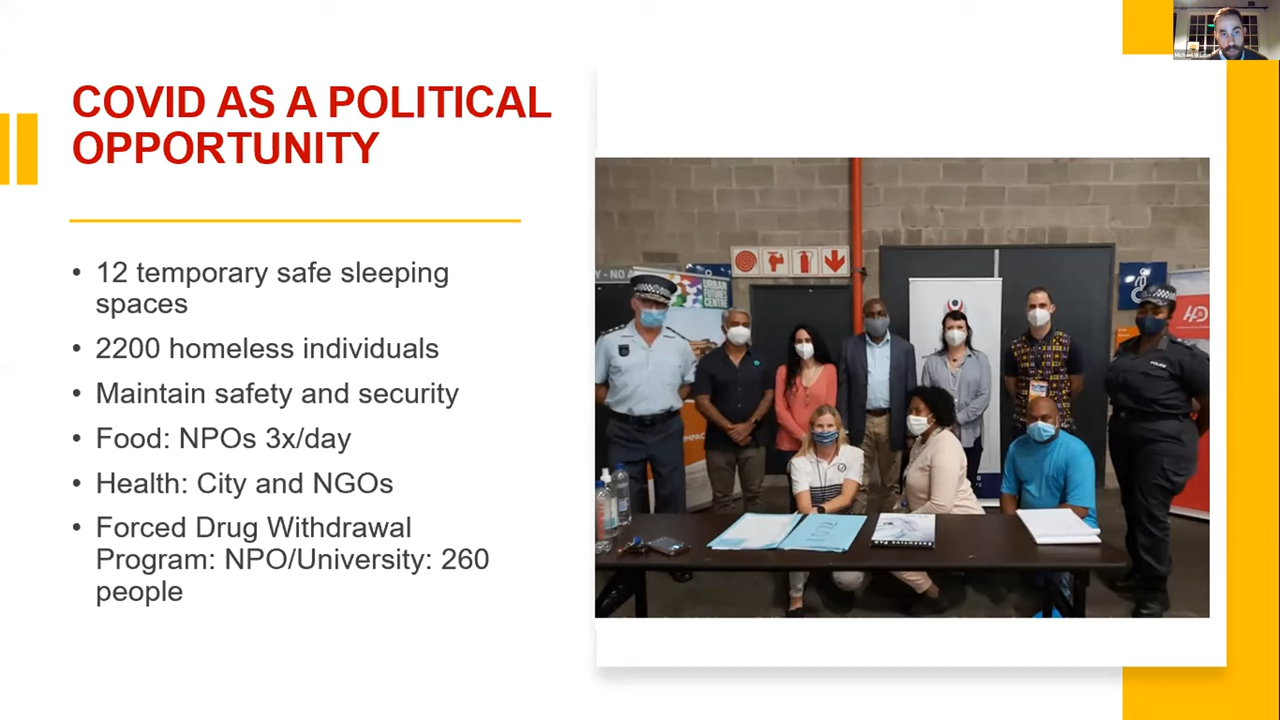 COVID AS A POLITICAL
OPPORTUNITY
• 12 temporary safe sleeping
spaces
• 2200 homeless individuals
• Maintain safety and security
• Food: NPOs 3x/day
• Health: City and NGOs
• Forced Drug Withdrawal
Program: NPO/University: 260
people
URBAN
FUTURES
CENTRE
POLICE